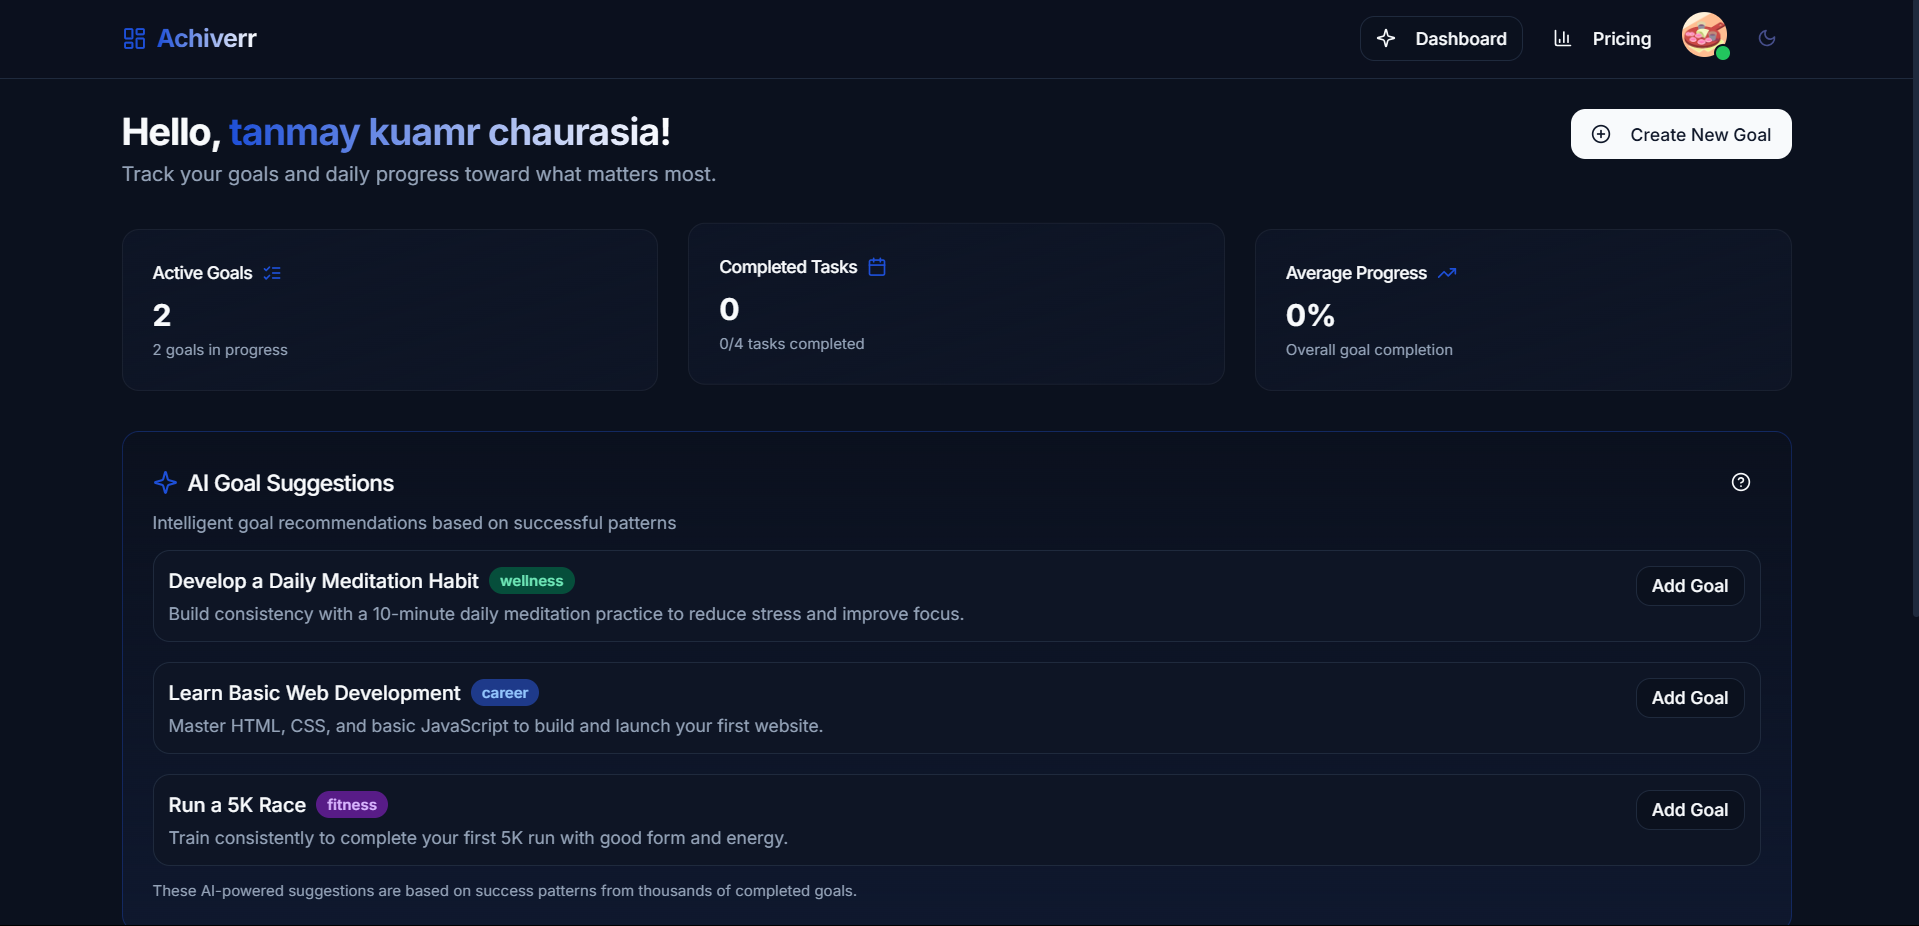 Achiverr
Dashboard
Pricing
Hello, tanmay kuamr chaurasia!
Track your goals and daily progress toward what matters most.
Create New Goal
Active Goals
2
2 goals in progress
Completed Tasks
0
0/4 tasks completed
Average Progress
0%
Overall goal completion
AI Goal Suggestions
Intelligent goal recommendations based on successful patterns
Develop a Daily Meditation Habit wellness
Build consistency with a 10-minute daily meditation practice to reduce stress and improve focus.
Add Goal
Learn Basic Web Development career
Master HTML, CSS, and basic JavaScript to build and launch your first website.
Add Goal
Run a 5K Race fitness
Train consistently to complete your first 5K run with good form and energy.
Add Goal
These AI-powered suggestions are based on success patterns from thousands of completed goals.